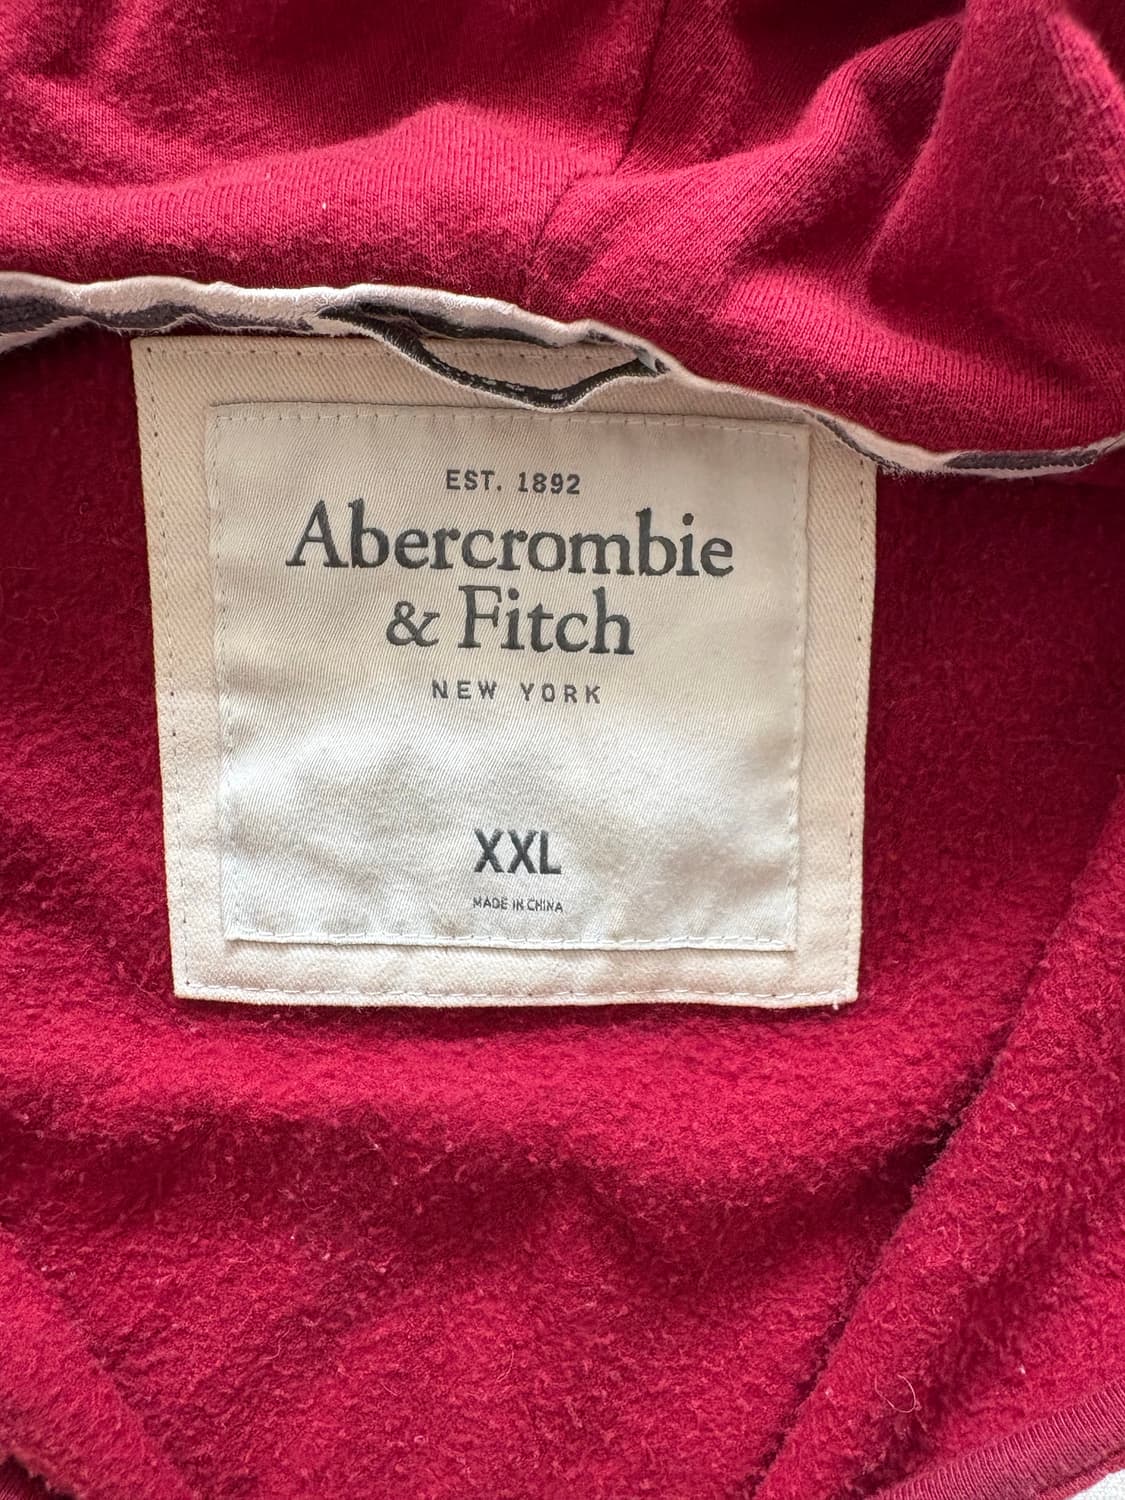 EST. 1892
Abercrombie
& Fitch
NEW YORK
XXL
MADE IN CHINA